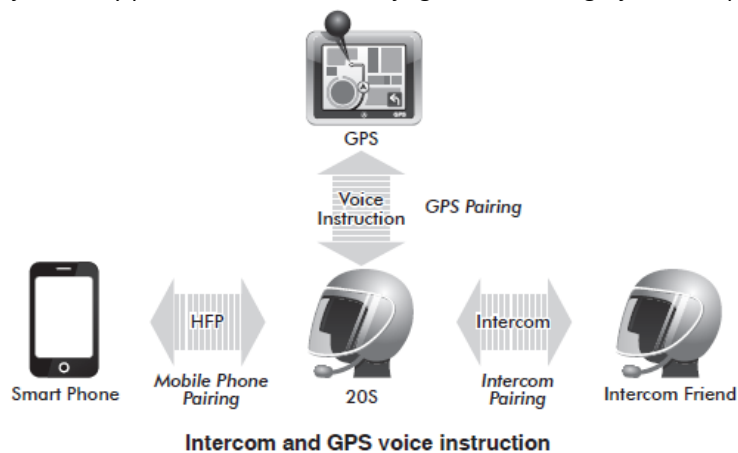 GPS
GPS
Voice
Instruction
GPS Pairing
HFP
Intercom
Smart Phone
Mobile Phone
Pairing
20S
Intercom
Pairing
Intercom Friend
Intercom and GPS voice instruction